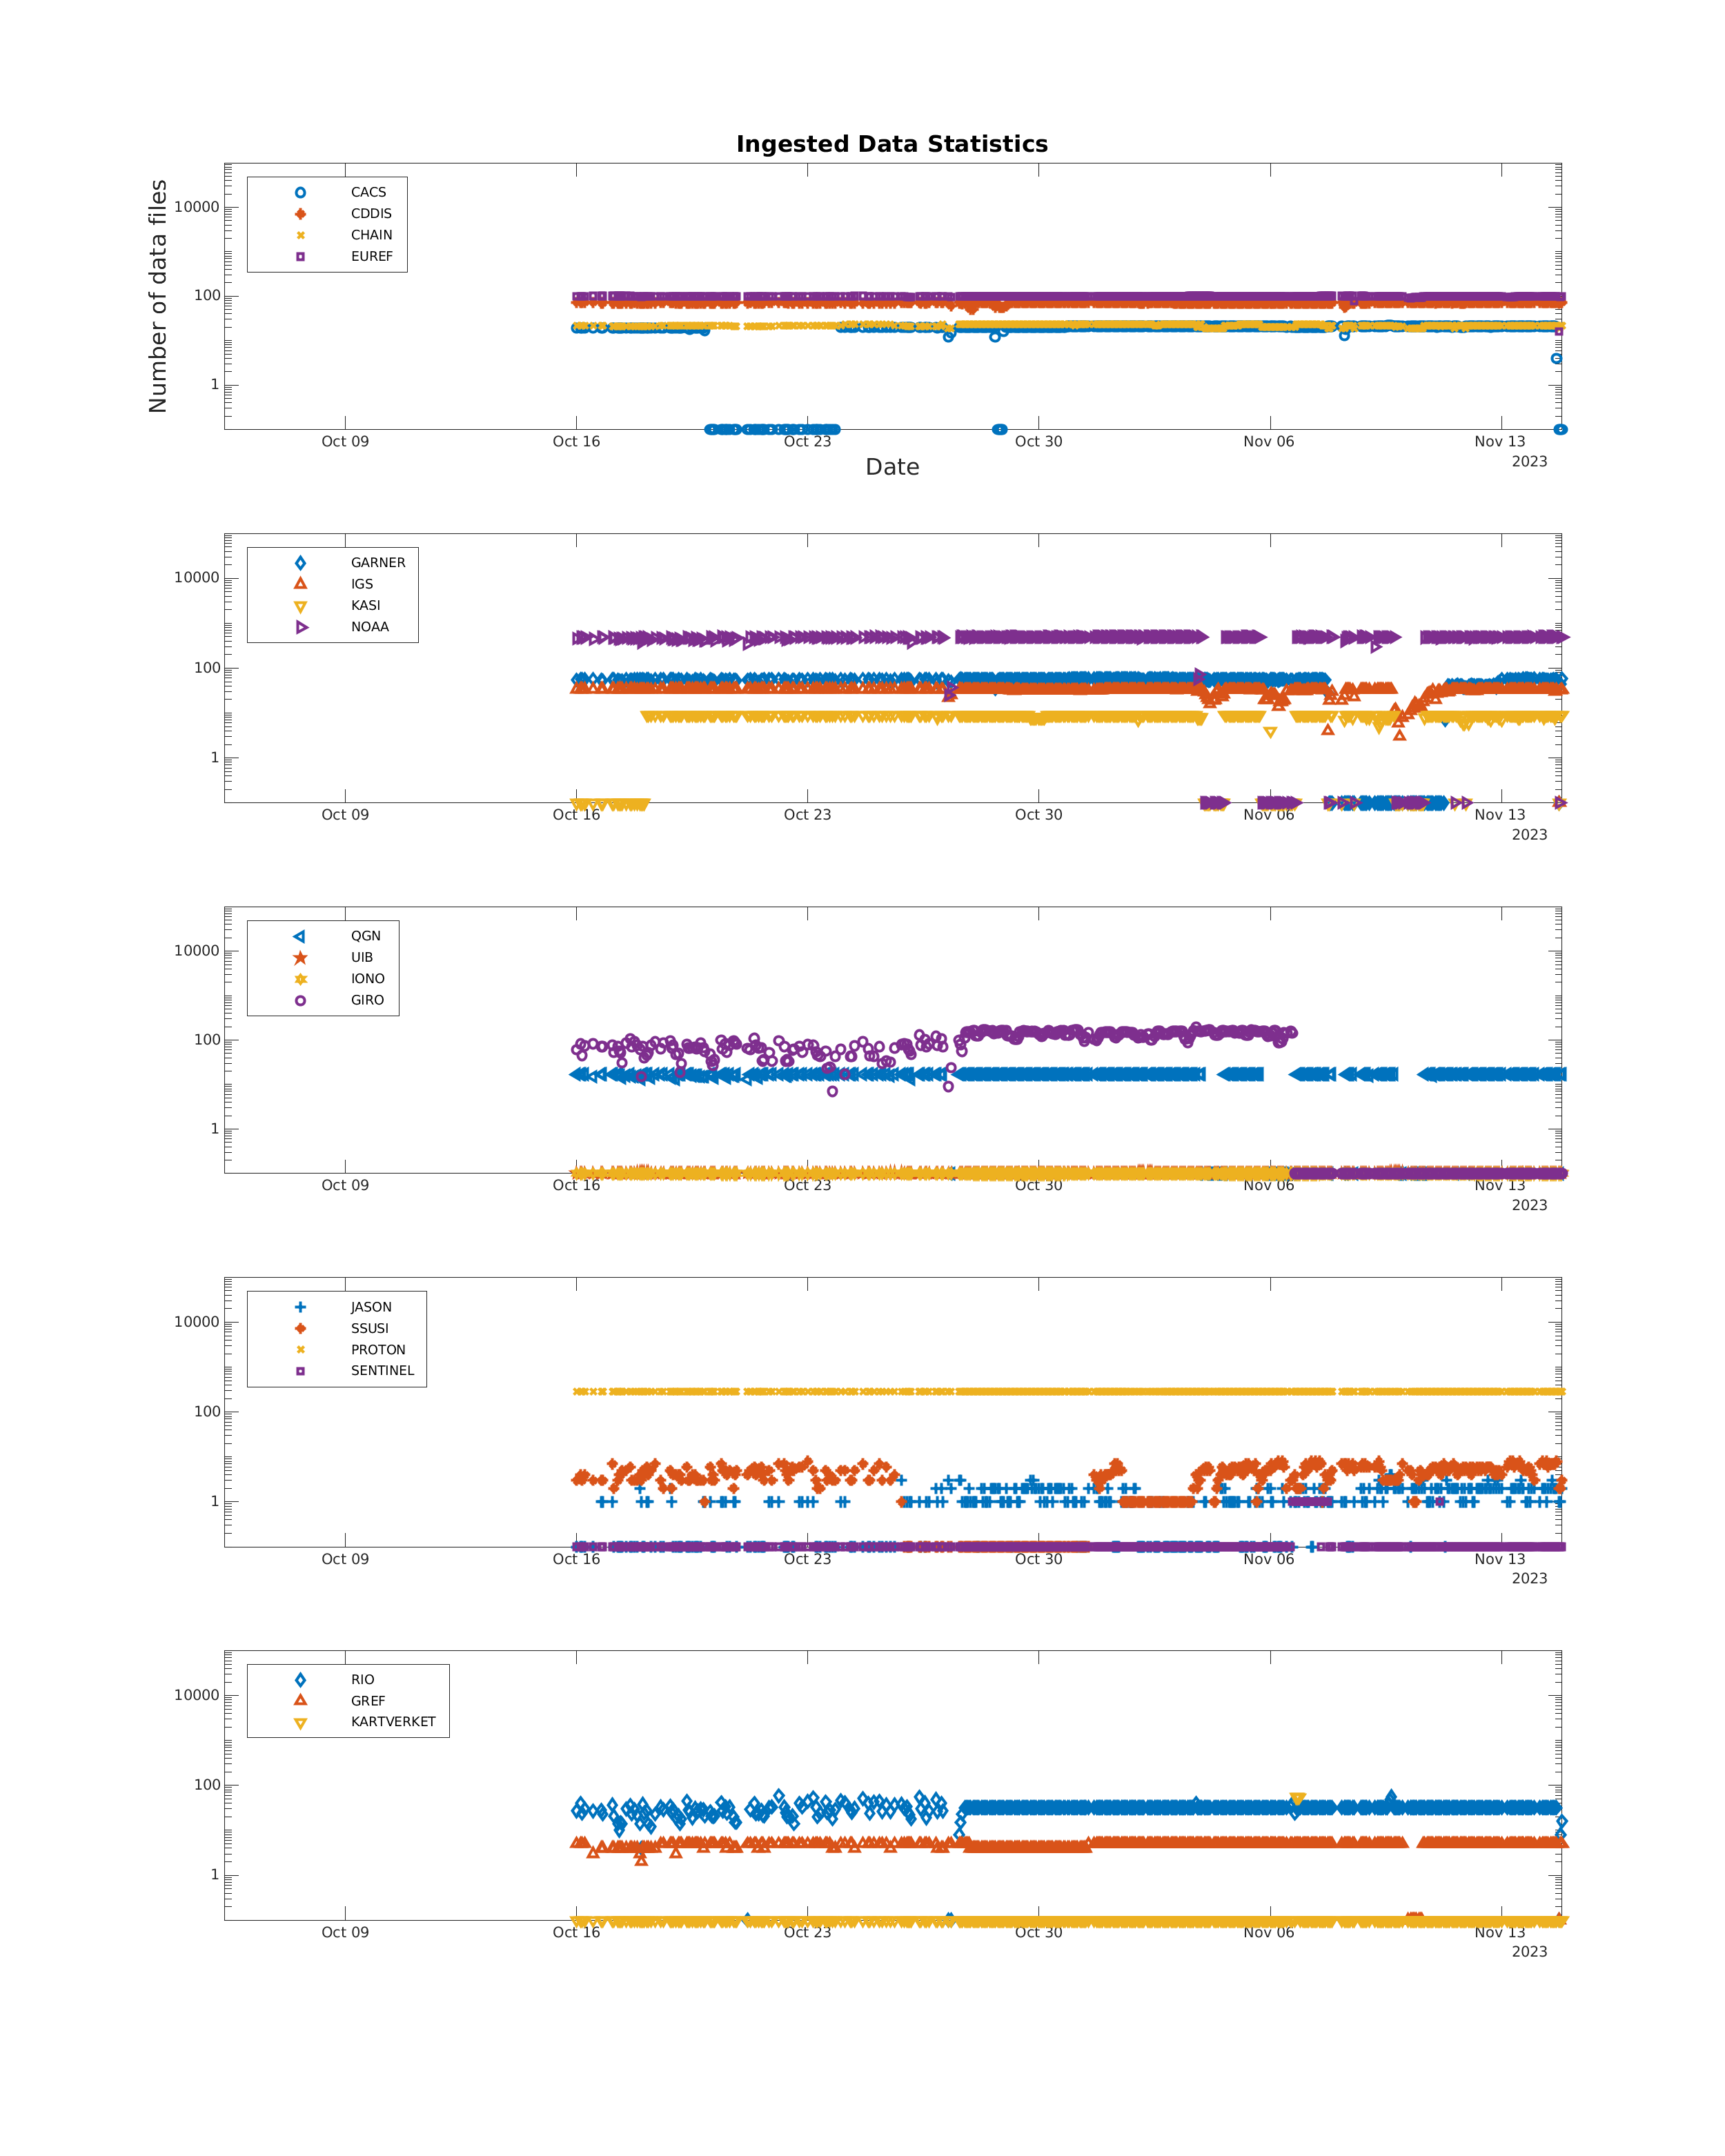 Ingested Data Statistics
Number of data files
CACS
CDDIS
CHAIN
EUREF
10000
100
1
Oct 09 Oct 16 Oct 23 Oct 30 Nov 06 Nov 13
2023
Date
GARNER
IGS
KASI
NOAA
10000
100
1
Oct 09 Oct 16 Oct 23 Oct 30 Nov 06 Nov 13
2023
QGN
UIB
IONO
GIRO
10000
100
1
Oct 09 Oct 16 Oct 23 Oct 30 Nov 06 Nov 13
2023
JASON
SSUSI
PROTON
SENTINEL
10000
100
1
Oct 09 Oct 16 Oct 23 Oct 30 Nov 06 Nov 13
2023
RIO
GREF
KARTVERKET
10000
100
1
Oct 09 Oct 16 Oct 23 Oct 30 Nov 06 Nov 13
2023